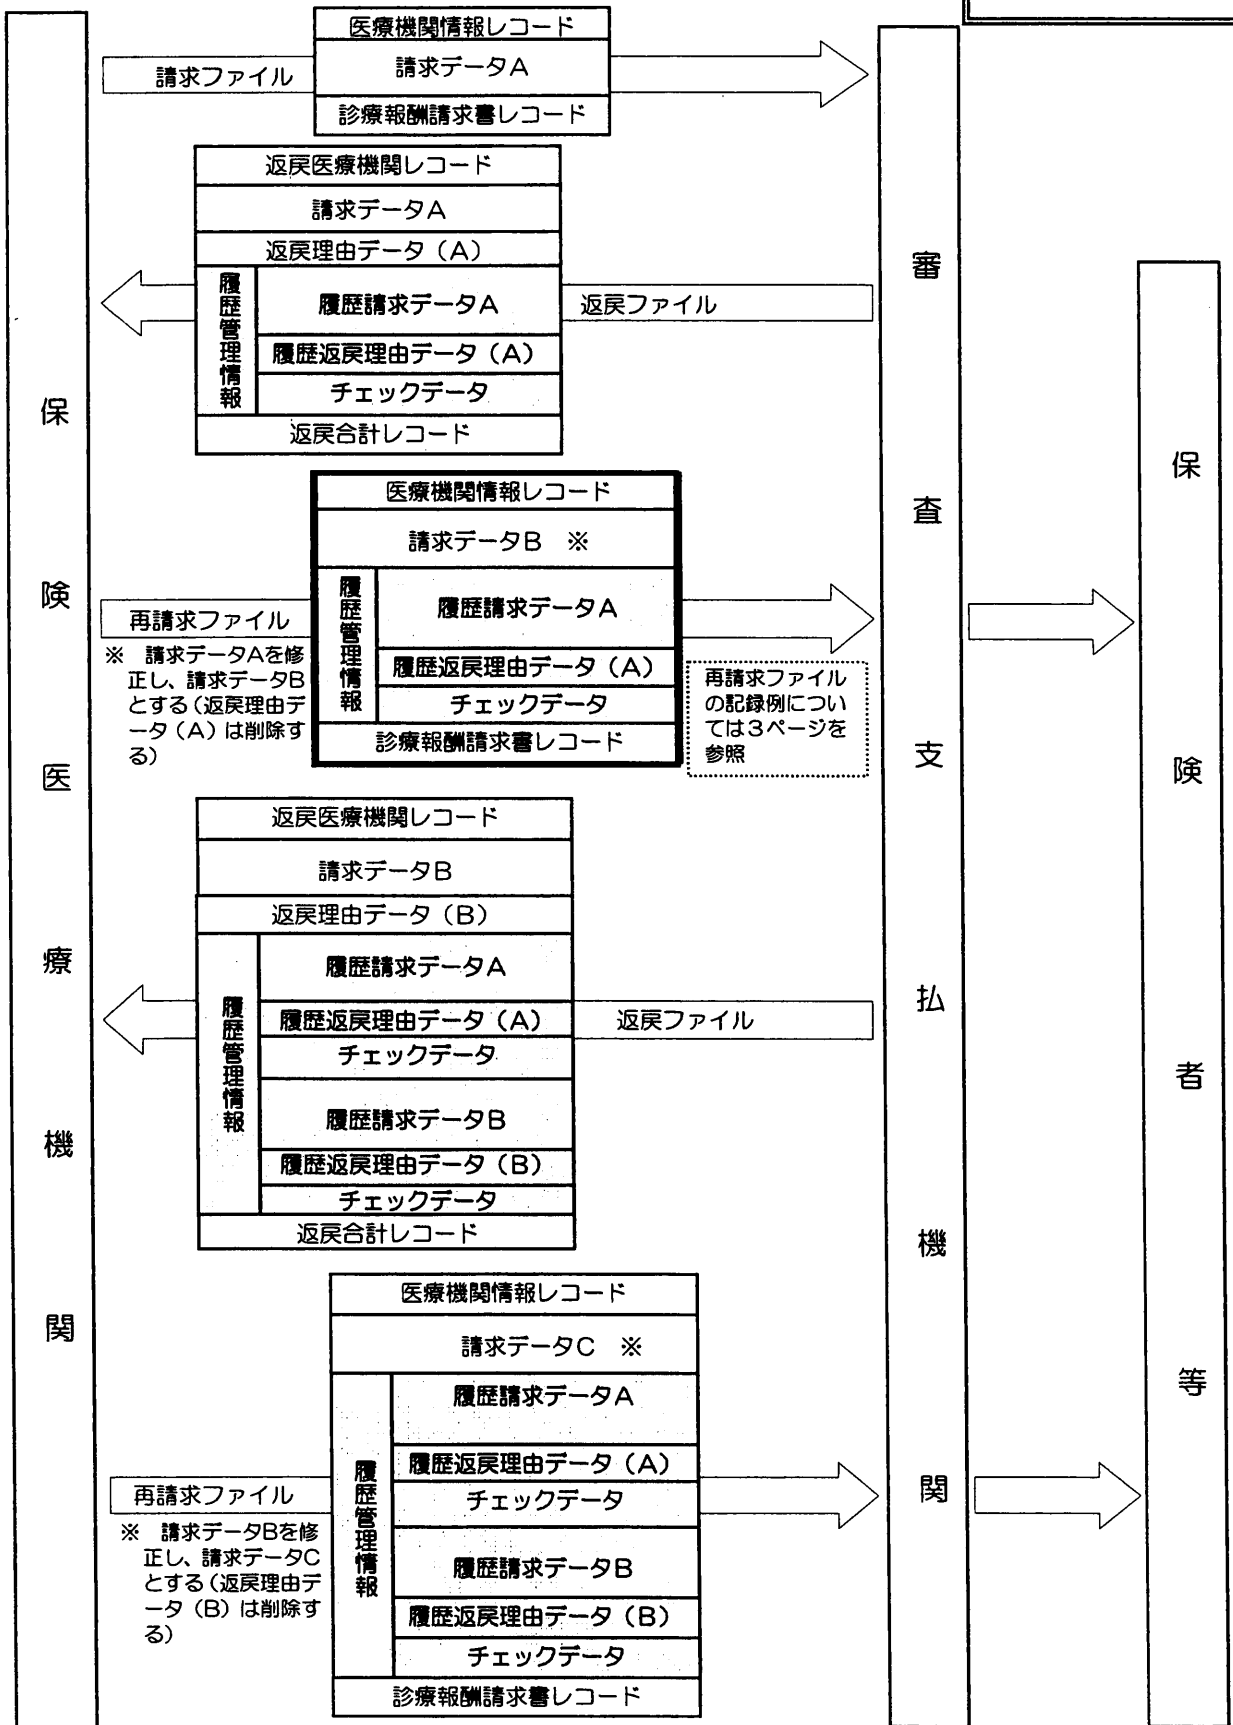 医療機関情報レコード
請求ファイル
請求データA
診療報酬請求書レコード
返戻医療機関レコード
請求データA
返戻理由データ(A)
履歴管理情報
履歴請求データA
返戻ファイル
履歴返戻理由データ(A)
チェックデータ
返戻合計レコード
医療機関情報レコード
請求データB ※
再請求ファイル
履歴管理情報
履歴請求データA
履歴返戻理由データ(A)
チェックデータ
診療報酬請求書レコード
※ 請求データAを修
正し、請求データB
とする(返戻理由デ
ータ(A)は削除す
る)
再請求ファイル
の記録例につい
ては3ページを
参照
返戻医療機関レコード
請求データB
返戻理由データ(B)
履歴管理情報
履歴請求データA
履歴返戻理由データ(A)
返戻ファイル
チェックデータ
履歴請求データB
履歴返戻理由データ(B)
チェックデータ
返戻合計レコード
医療機関情報レコード
請求データC ※
再請求ファイル
履歴管理情報
履歴請求データA
履歴返戻理由データ(A)
チェックデータ
履歴請求データB
履歴返戻理由データ(B)
チェックデータ
診療報酬請求書レコード
※ 請求データBを修
正し、請求データC
とする(返戻理由デ
ータ(B)は削除す
る)
保険医療機関
審査支払機関
保険者等